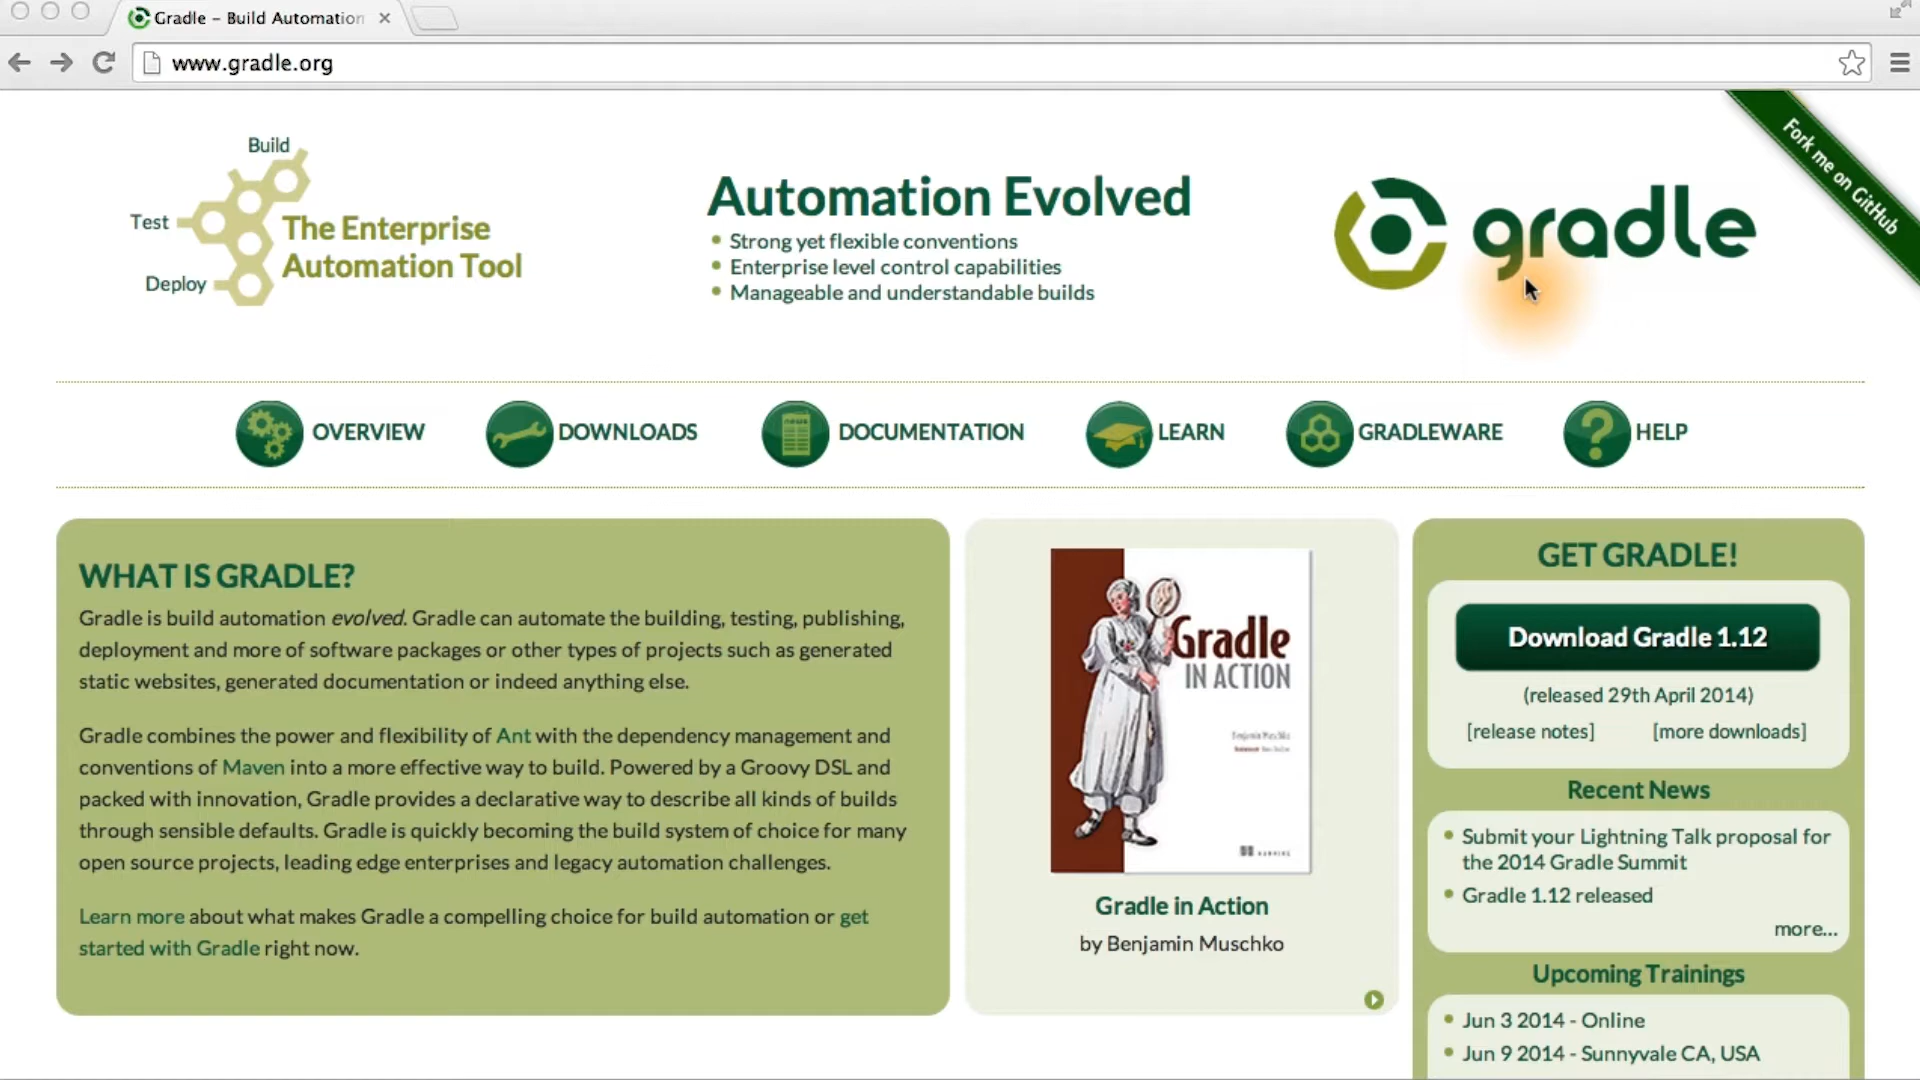 Gradle - Build Automation
www.gradle.org
Fork me on GitHub
Build
Test
Deploy
The Enterprise
Automation Tool
Automation Evolved
Strong yet flexible conventions
Enterprise level control capabilities
Manageable and understandable builds
gradle
OVERVIEW
DOWNLOADS
DOCUMENTATION
LEARN
GRADLEWARE
HELP
WHAT IS GRADLE?
Gradle is build automation evolved. Gradle can automate the building, testing, publishing,
deployment and more of software packages or other types of projects such as generated
static websites, generated documentation or indeed anything else.
Gradle combines the power and flexibility of Ant with the dependency management and
conventions of Maven into a more effective way to build. Powered by a Groovy DSL and
packed with innovation, Gradle provides a declarative way to describe all kinds of builds
through sensible defaults. Gradle is quickly becoming the build system of choice for many
open source projects, leading edge enterprises and legacy automation challenges.
Learn more about what makes Gradle a compelling choice for build automation or get
started with Gradle right now.
Gradle
IN ACTION
Benjamin Muschko
MANNING
Gradle in Action
by Benjamin Muschko
GET GRADLE!
Download Gradle 1.12
(released 29th April 2014)
[release notes]
[more downloads]
Recent News
Submit your Lightning Talk proposal for
the 2014 Gradle Summit
Gradle 1.12 released
more...
Upcoming Trainings
Jun 3 2014 - Online
Jun 9 2014 - Sunnyvale CA, USA